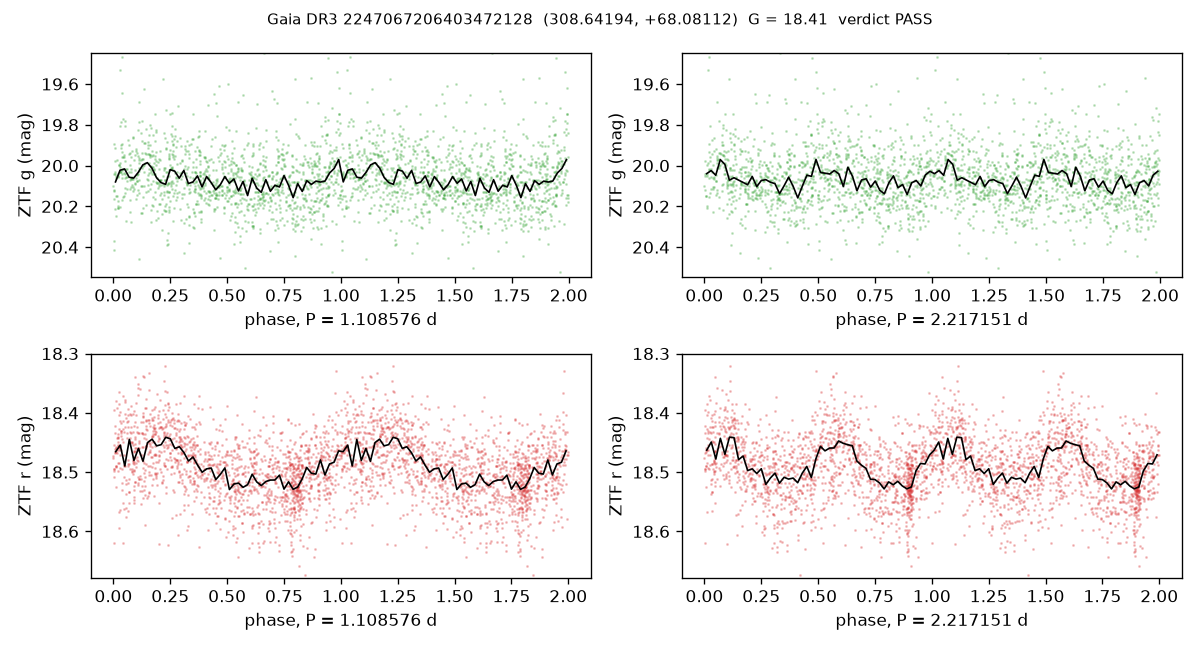 Gaia DR3 2247067206403472128  (308.64194, +68.08112)  G = 18.41  verdict PASS
19.6
19.8
20.0
20.2
20.4
ZTF g (mag)
0.00 0.25 0.50 0.75 1.00 1.25 1.50 1.75 2.00
phase, P = 1.108576 d
19.6
19.8
20.0
20.2
20.4
ZTF g (mag)
0.00 0.25 0.50 0.75 1.00 1.25 1.50 1.75 2.00
phase, P = 2.217151 d
18.3
18.4
18.5
18.6
ZTF r (mag)
0.00 0.25 0.50 0.75 1.00 1.25 1.50 1.75 2.00
phase, P = 1.108576 d
18.3
18.4
18.5
18.6
ZTF r (mag)
0.00 0.25 0.50 0.75 1.00 1.25 1.50 1.75 2.00
phase, P = 2.217151 d